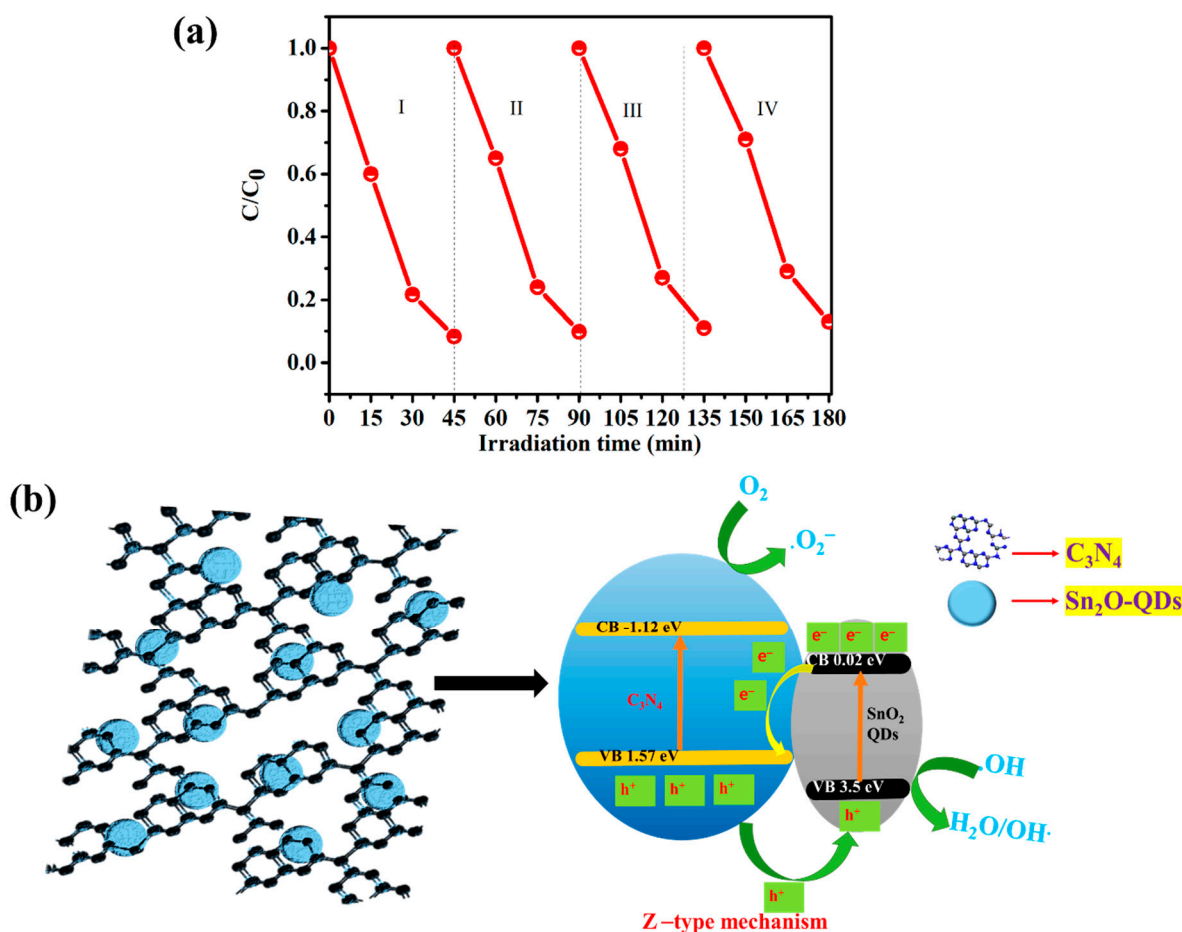 (a)
1.0
0.8
0.6
0.4
0.2
0.0
C/C₀
I
II
III
IV
0 15 30 45 60 75 90 105 120 135 150 165 180
Irradiation time (min)
(b)
O₂
·O₂⁻
C₃N₄
Sn₂O-QDs
CB -1.12 eV
e⁻ e⁻ e⁻
CB 0.02 eV
e⁻
e⁻
C₃N₄
SnO₂
QDs
VB 1.57 eV
h⁺ h⁺ h⁺
VB 3.5 eV
h⁺
.OH
H₂O/OH·
h⁺
Z –type mechanism